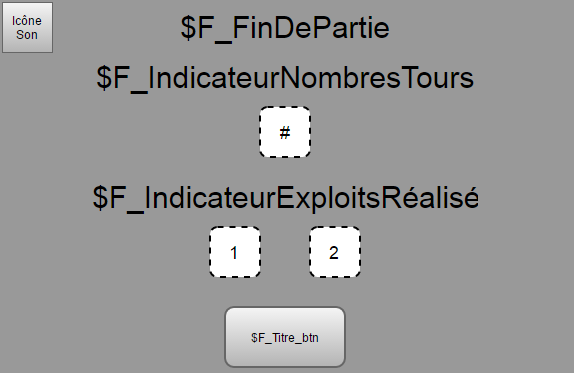 Icône
Son
$F_FinDePartie
$F_IndicateurNombresTours
#
$F_IndicateurExploitsRéalisé
1 2
$F_Titre_btn